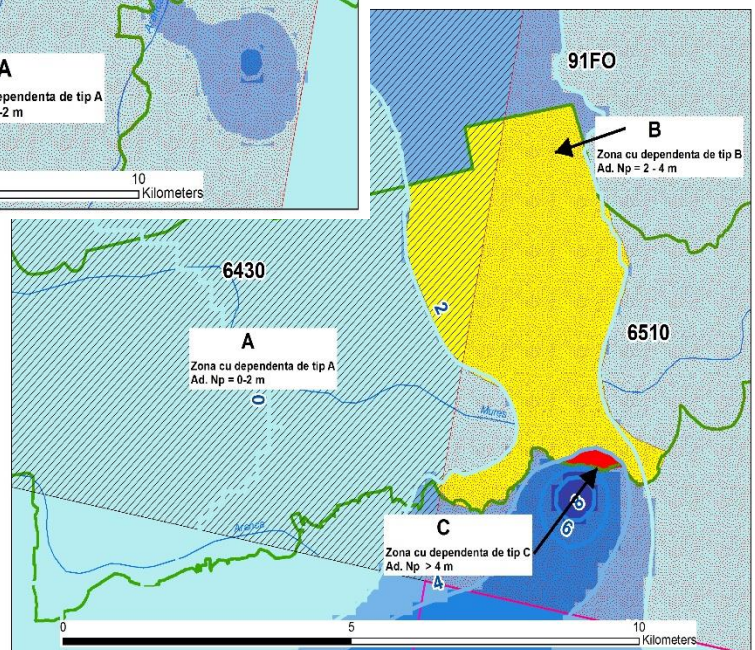 A
ependenta de tip A
-2 m
10
Kilometers
91FO
B
Zona cu dependenta de tip B
Ad. Np = 2 - 4 m
6430
2
A
Zona cu dependenta de tip A
Ad. Np = 0-2 m
0
6510
Mures
Aranca
C
Zona cu dependenta de tip C
Ad. Np > 4 m
8
6
4
0
5
10
Kilometers